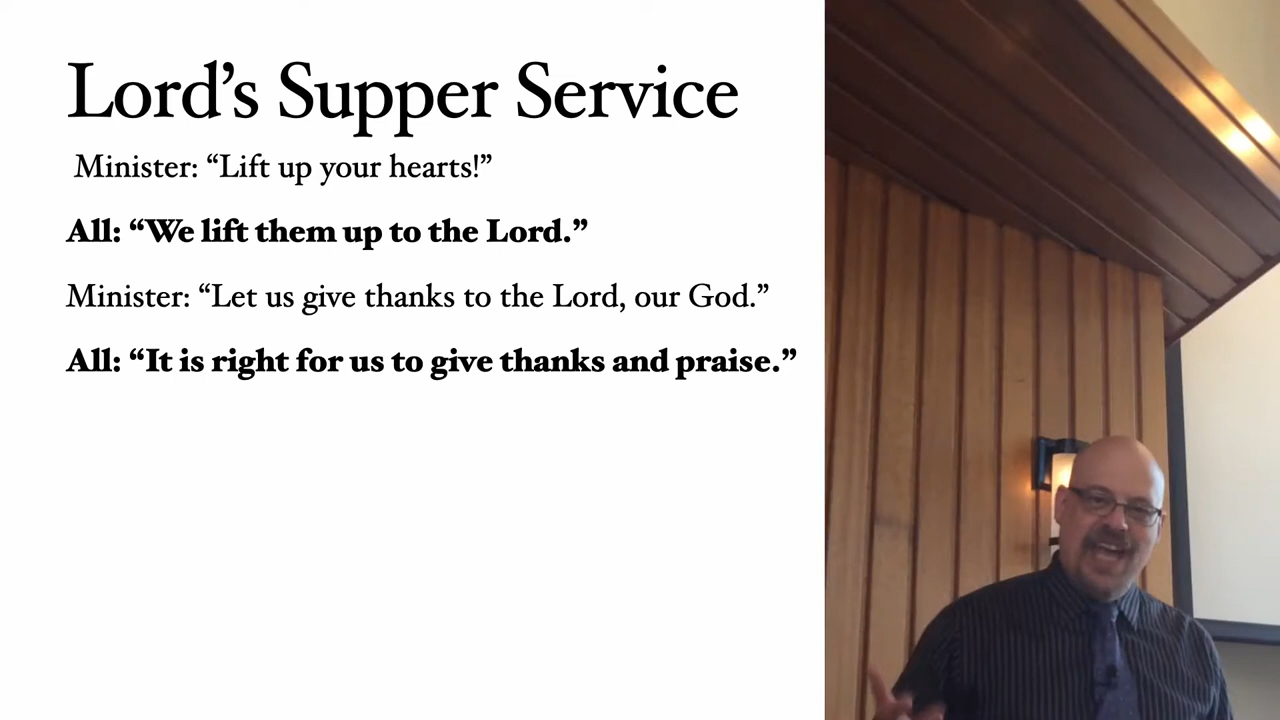 Lord’s Supper Service
Minister: “Lift up your hearts!”
All: “We lift them up to the Lord.”
Minister: “Let us give thanks to the Lord, our God.”
All: “It is right for us to give thanks and praise.”